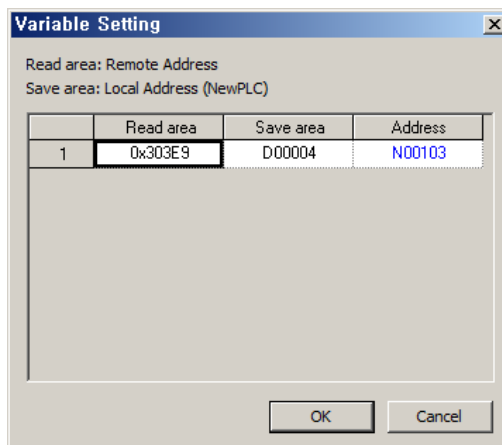 Variable Setting
Read area: Remote Address
Save area: Local Address (NewPLC)
Read area Save area Address
1 0x303E9 D00004 N00103
OK Cancel